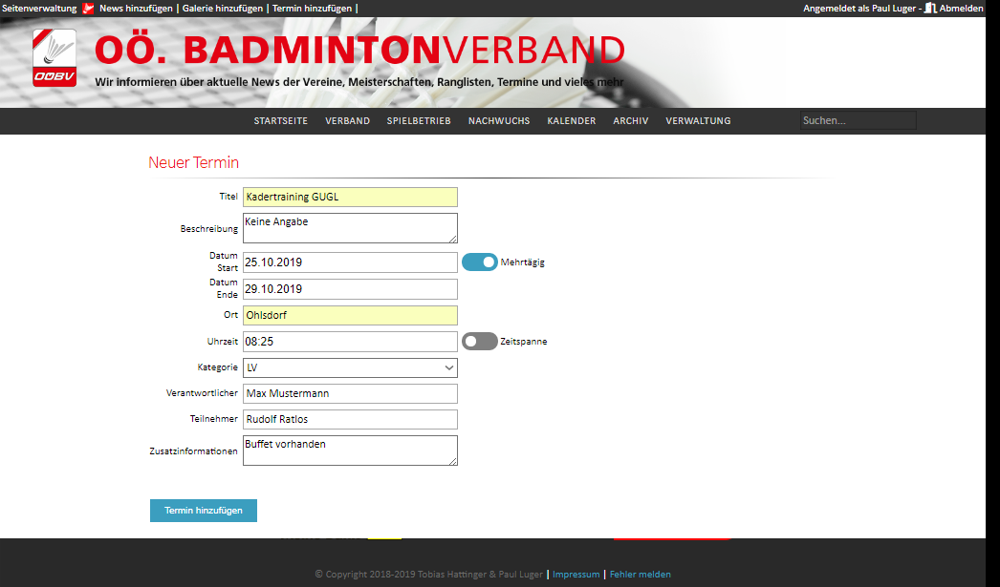 Seitenverwaltung News hinzufügen | Galerie hinzufügen | Termin hinzufügen | Angemeldet als Paul Luger - Abmelden
OÖBV
OÖ. BADMINTONVERBAND
Wir informieren über aktuelle News der Vereine, Meisterschaften, Ranglisten, Termine und vieles mehr
STARTSEITE VERBAND SPIELBETRIEB NACHWUCHS KALENDER ARCHIV VERWALTUNG Suchen...
Neuer Termin
Titel Kadertraining GUGL
Beschreibung Keine Angabe
Datum Start 25.10.2019 Mehrtägig
Datum Ende 29.10.2019
Ort Ohlsdorf
Uhrzeit 08:25 Zeitspanne
Kategorie LV
Verantwortlicher Max Mustermann
Teilnehmer Rudolf Ratlos
Zusatzinformationen Buffet vorhanden
Termin hinzufügen
© Copyright 2018-2019 Tobias Hattinger & Paul Luger | Impressum | Fehler melden